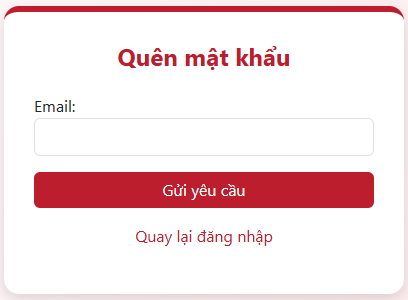 Quên mật khẩu
Email:
Gửi yêu cầu
Quay lại đăng nhập